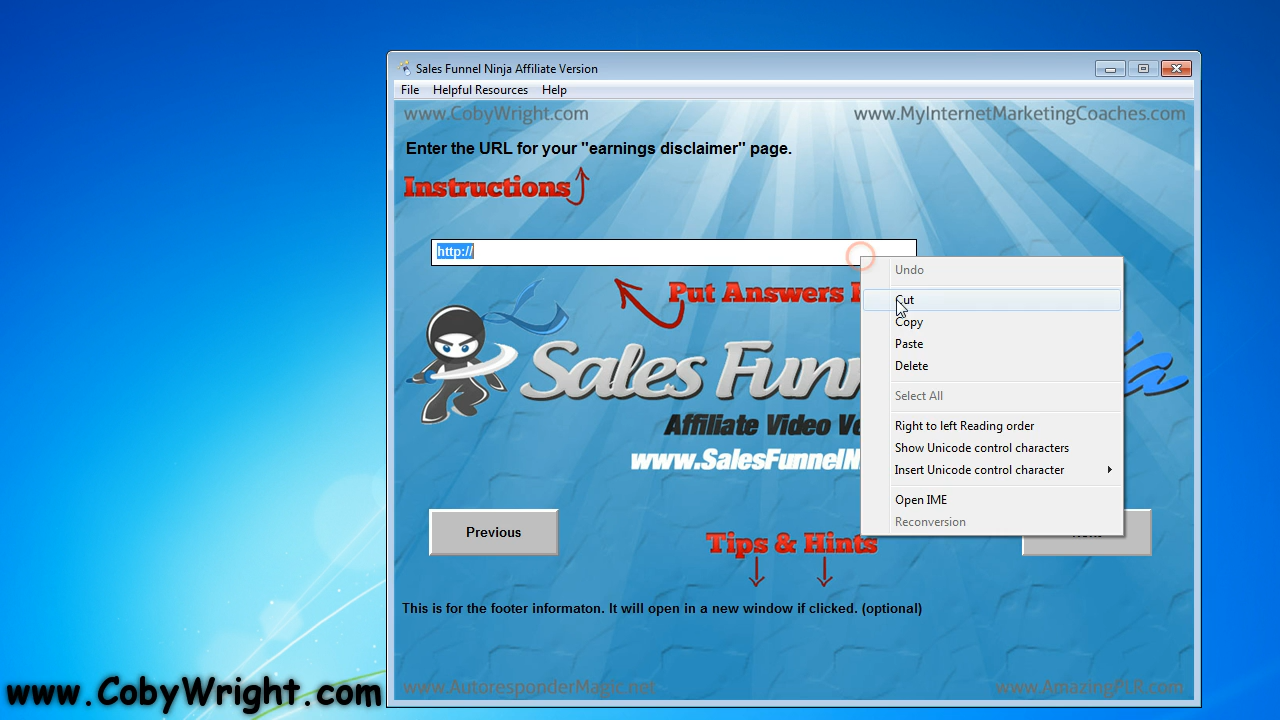 Sales Funnel Ninja Affiliate Version
File Helpful Resources Help
www.CobyWright.com www.MyInternetMarketingCoaches.com
Enter the URL for your "earnings disclaimer" page.
Instructions
http://
Put Answers
Undo
Cut
Copy
Paste
Delete
Select All
Right to left Reading order
Show Unicode control characters
Insert Unicode control character
Open IME
Reconversion
Sales Fun
Affiliate Video Ve
www.SalesFunnelN
Previous
Tips & Hints
This is for the footer informaton. It will open in a new window if clicked. (optional)
www.AutoresponderMagic.net www.AmazingPLR.com
www.CobyWright.com